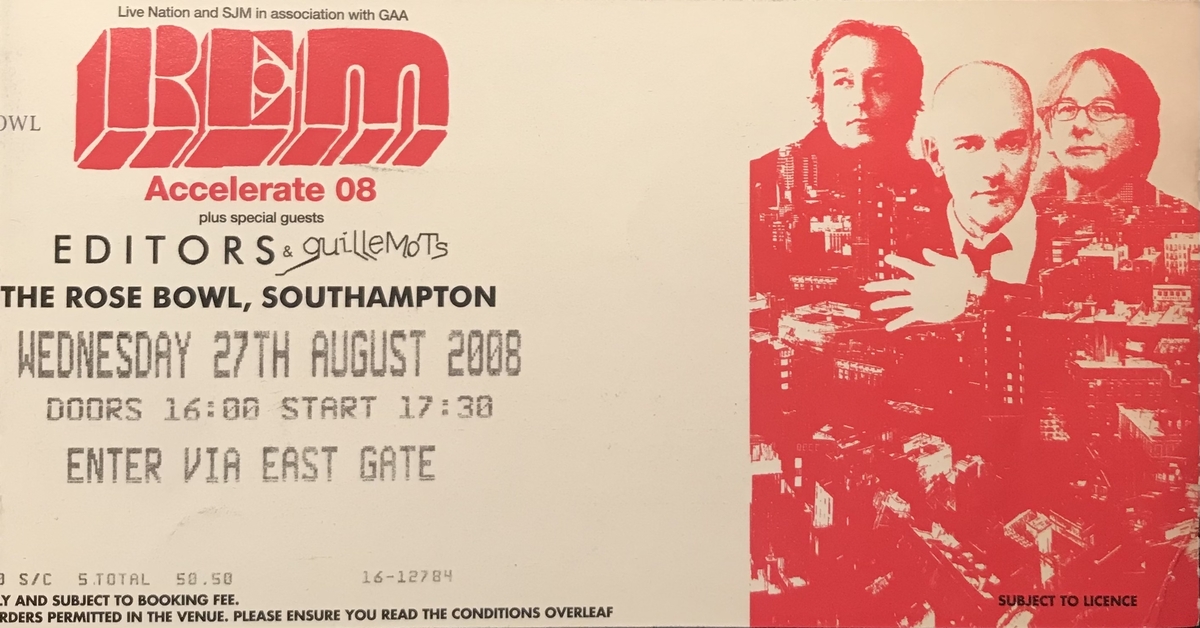 Live Nation and SJM in association with GAA
REM
OWL
Accelerate 08
plus special guests
EDITORS & guilleMoTs
THE ROSE BOWL, SOUTHAMPTON
WEDNESDAY 27TH AUGUST 2008
DOORS 16:00 START 17:30
ENTER VIA EAST GATE
S/C 5.TOTAL 50.50 16-12784
LY AND SUBJECT TO BOOKING FEE.
RDERS PERMITTED IN THE VENUE. PLEASE ENSURE YOU READ THE CONDITIONS OVERLEAF
SUBJECT TO LICENCE